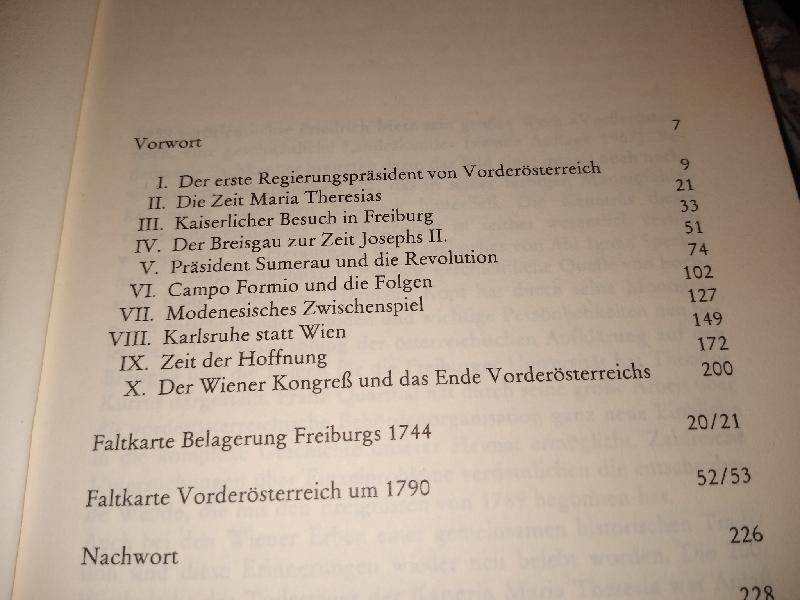 Vorwort 7
I. Der erste Regierungspräsident von Vorderösterreich 9
II. Die Zeit Maria Theresias 21
III. Kaiserlicher Besuch in Freiburg 33
IV. Der Breisgau zur Zeit Josephs II. 51
V. Präsident Sumerau und die Revolution 74
VI. Campo Formio und die Folgen 102
VII. Modenesisches Zwischenspiel 127
VIII. Karlsruhe statt Wien 149
IX. Zeit der Hoffnung 172
X. Der Wiener Kongreß und das Ende Vorderösterreichs 200
Faltkarte Belagerung Freiburgs 1744 20/21
Faltkarte Vorderösterreich um 1790 52/53
Nachwort 226
228